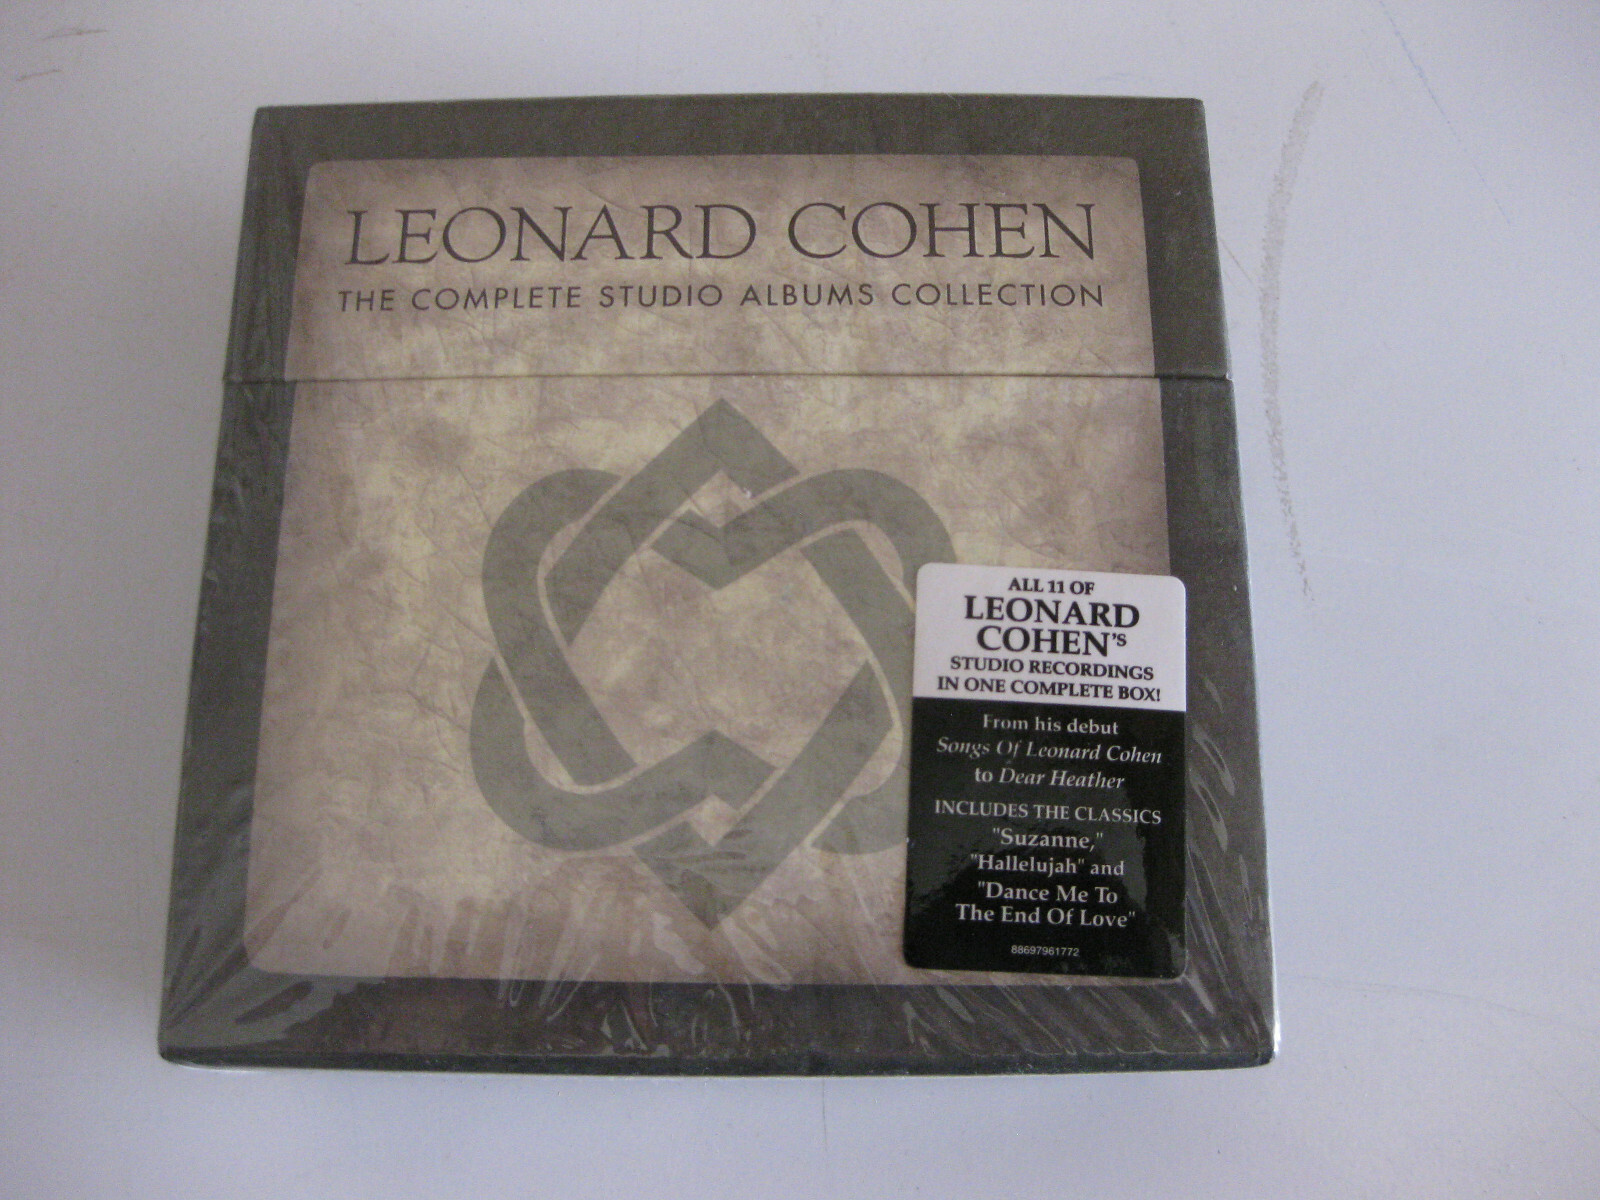 LEONARD COHEN
THE COMPLETE STUDIO ALBUMS COLLECTION
ALL 11 OF
LEONARD
COHEN'S
STUDIO RECORDINGS
IN ONE COMPLETE BOX!
From his debut
Songs Of Leonard Cohen
to Dear Heather
INCLUDES THE CLASSICS
"Suzanne,"
"Hallelujah" and
"Dance Me To
The End Of Love"
88697961772